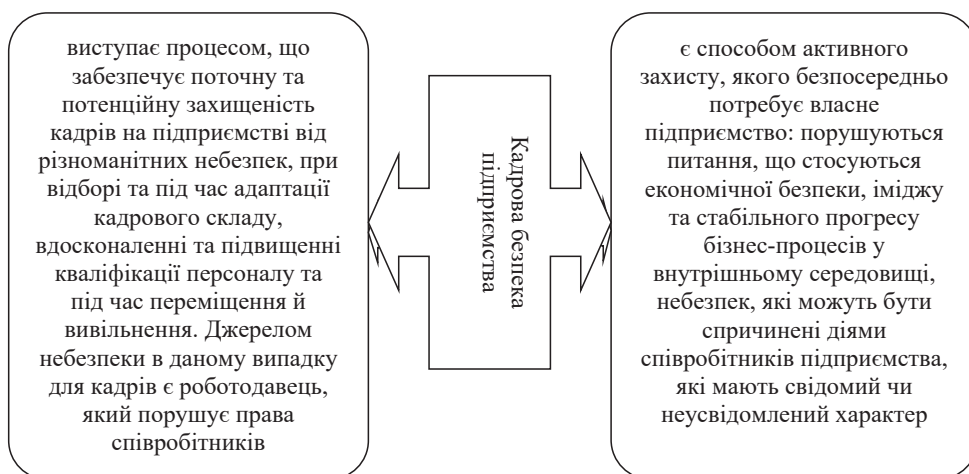 виступає процесом, що
забезпечує поточну та
потенційну захищеність
кадрів на підприємстві від
різноманітних небезпек, при
відборі та під час адаптації
кадрового складу,
вдосконаленні та підвищенні
кваліфікації персоналу та
під час переміщення й
вивільнення. Джерелом
небезпеки в даному випадку
для кадрів є роботодавець,
який порушує права
співробітників
Кадрова безпека
підприємства
є способом активного
захисту, якого безпосередньо
потребує власне
підприємство: порушуються
питання, що стосуються
економічної безпеки, іміджу
та стабільного прогресу
бізнес-процесів у
внутрішньому середовищі,
небезпек, які можуть бути
спричинені діями
співробітників підприємства,
які мають свідомий чи
неусвідомлений характер